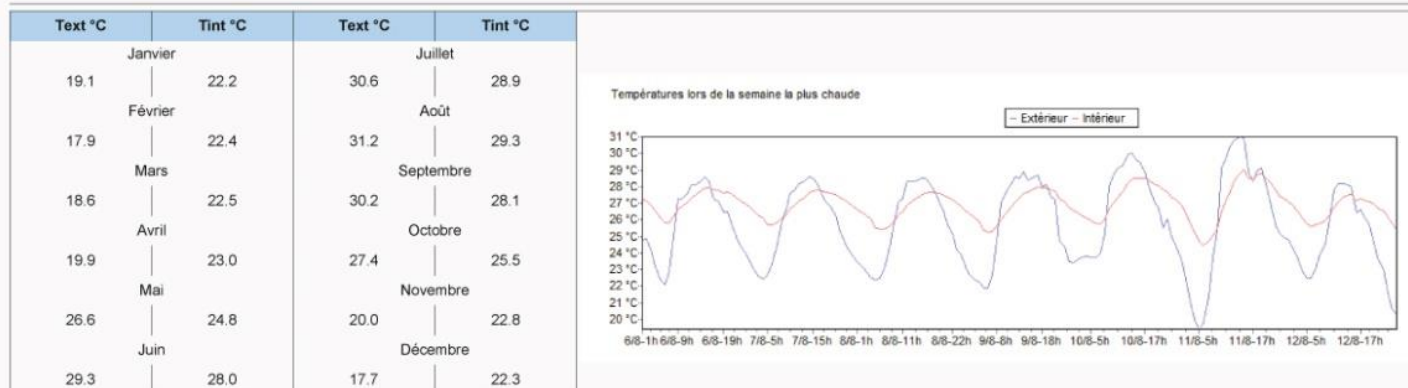 Text °C Tint °C Text °C Tint °C
Janvier Juillet
19.1 22.2 30.6 28.9
Février Août
17.9 22.4 31.2 29.3
Mars Septembre
18.6 22.5 30.2 28.1
Avril Octobre
19.9 23.0 27.4 25.5
Mai Novembre
26.6 24.8 20.0 22.8
Juin Décembre
29.3 28.0 17.7 22.3
Températures lors de la semaine la plus chaude
Extérieur Intérieur
31 °C
30 °C
29 °C
28 °C
27 °C
26 °C
25 °C
24 °C
23 °C
22 °C
21 °C
20 °C
6/8-1h 6/8-9h 6/8-19h 7/8-5h 7/8-15h 8/8-1h 8/8-11h 8/8-22h 9/8-8h 9/8-18h 10/8-5h 10/8-17h 11/8-5h 11/8-17h 12/8-5h 12/8-17h